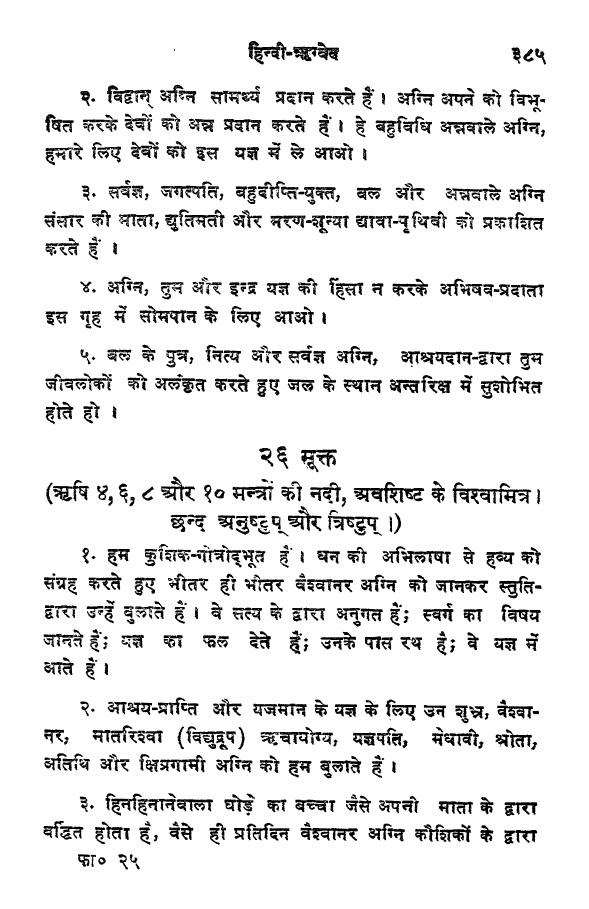 हिन्दी-ऋग्वेद ३८५
२. विद्वान् अग्नि सामर्थ्य प्रदान करते हैं । अग्नि अपने को विभू-
षित करके देवों को अन्न प्रदान करते हैं । हे बहुविधि अन्नवाले अग्नि,
हमारे लिए देवों को इस यज्ञ में ले आओ ।
३. सर्वज्ञ, जगत्पति, बहुदीप्ति-युक्त, बल और अन्नवाले अग्नि
संसार की माता, द्युतिमती और मरण-शून्या द्यावा-पृथिवी को प्रकाशित
करते हैं ।
४. अग्नि, तुम और इन्द्र यज्ञ की हिंसा न करके अभिषव-प्रदाता
इस गृह में सोमपान के लिए आओ ।
५. बल के पुत्र, नित्य और सर्वज्ञ अग्नि, आश्रयदान-द्वारा तुम
जीवलोकों को अलंकृत करते हुए जल के स्थान अन्तरिक्ष में सुशोभित
होते हो ।
२६ सूक्त
(ऋषि ४, ६, ८ और १० मन्त्रों की नदी, अवशिष्ट के विश्वामित्र ।
छन्द अनुष्टुप् और त्रिष्टुप् ।)
१. हम कुशिक-गोत्रोद्भूत हैं । धन की अभिलाषा से हव्य को
संग्रह करते हुए भीतर ही भीतर वैश्वानर अग्नि को जानकर स्तुति-
द्वारा उन्हें बुलाते हैं । वे सत्य के द्वारा अनुगत हैं; स्वर्ग का विषय
जानते हैं; यज्ञ का फल देते हैं; उनके पास रथ है; वे यज्ञ में
आते हैं ।
२. आश्रय-प्राप्ति और यजमान के यज्ञ के लिए उन शुभ्र, वैश्वा-
नर, मातरिश्वा (विद्युद्रूप) ऋचायोग्य, यज्ञपति, मेधावी, श्रोता,
अतिथि और क्षिप्रगामी अग्नि को हम बुलाते हैं ।
३. हिनहिनानेवाला घोड़े का बच्चा जैसे अपनी माता के द्वारा
वर्द्धित होता है, वैसे ही प्रतिदिन वैश्वानर अग्नि कौशिकों के द्वारा
फा० २५